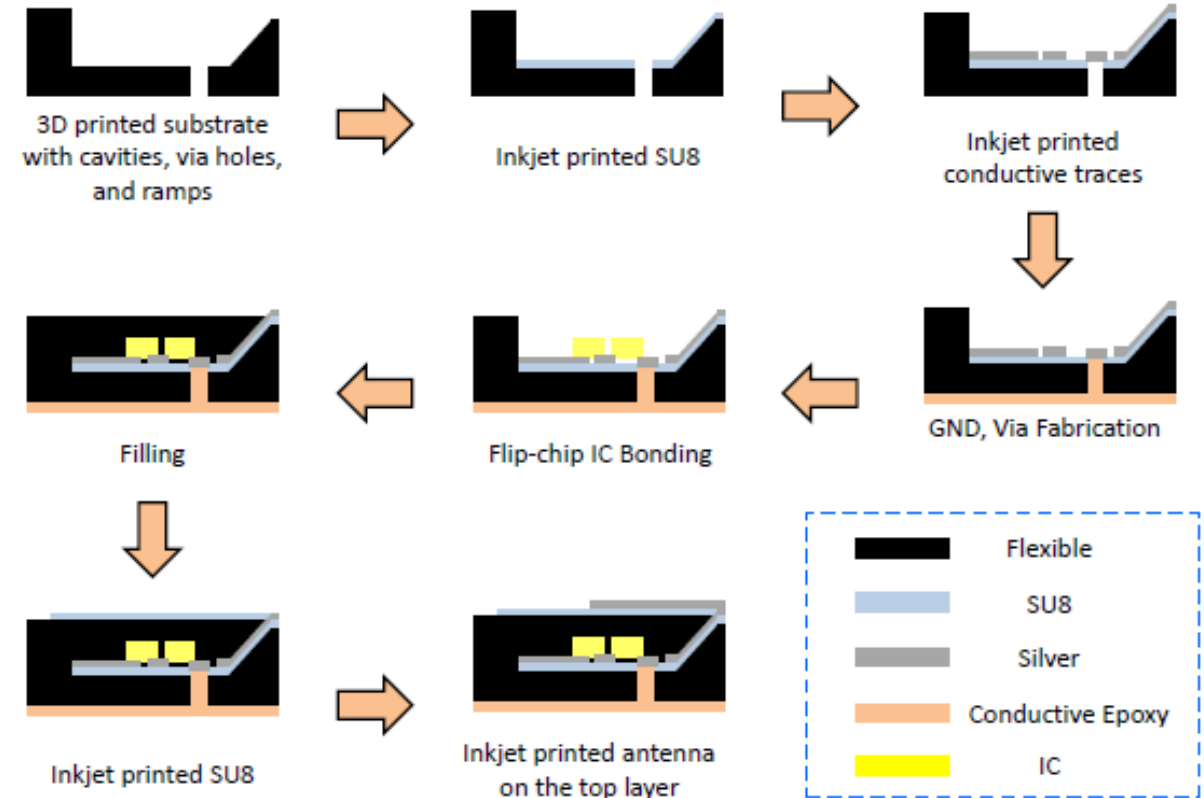 3D printed substrate
with cavities, via holes,
and ramps
Inkjet printed SU8
Inkjet printed
conductive traces
GND, Via Fabrication
Flip-chip IC Bonding
Filling
Inkjet printed SU8
Inkjet printed antenna
on the top layer
Flexible
SU8
Silver
Conductive Epoxy
IC